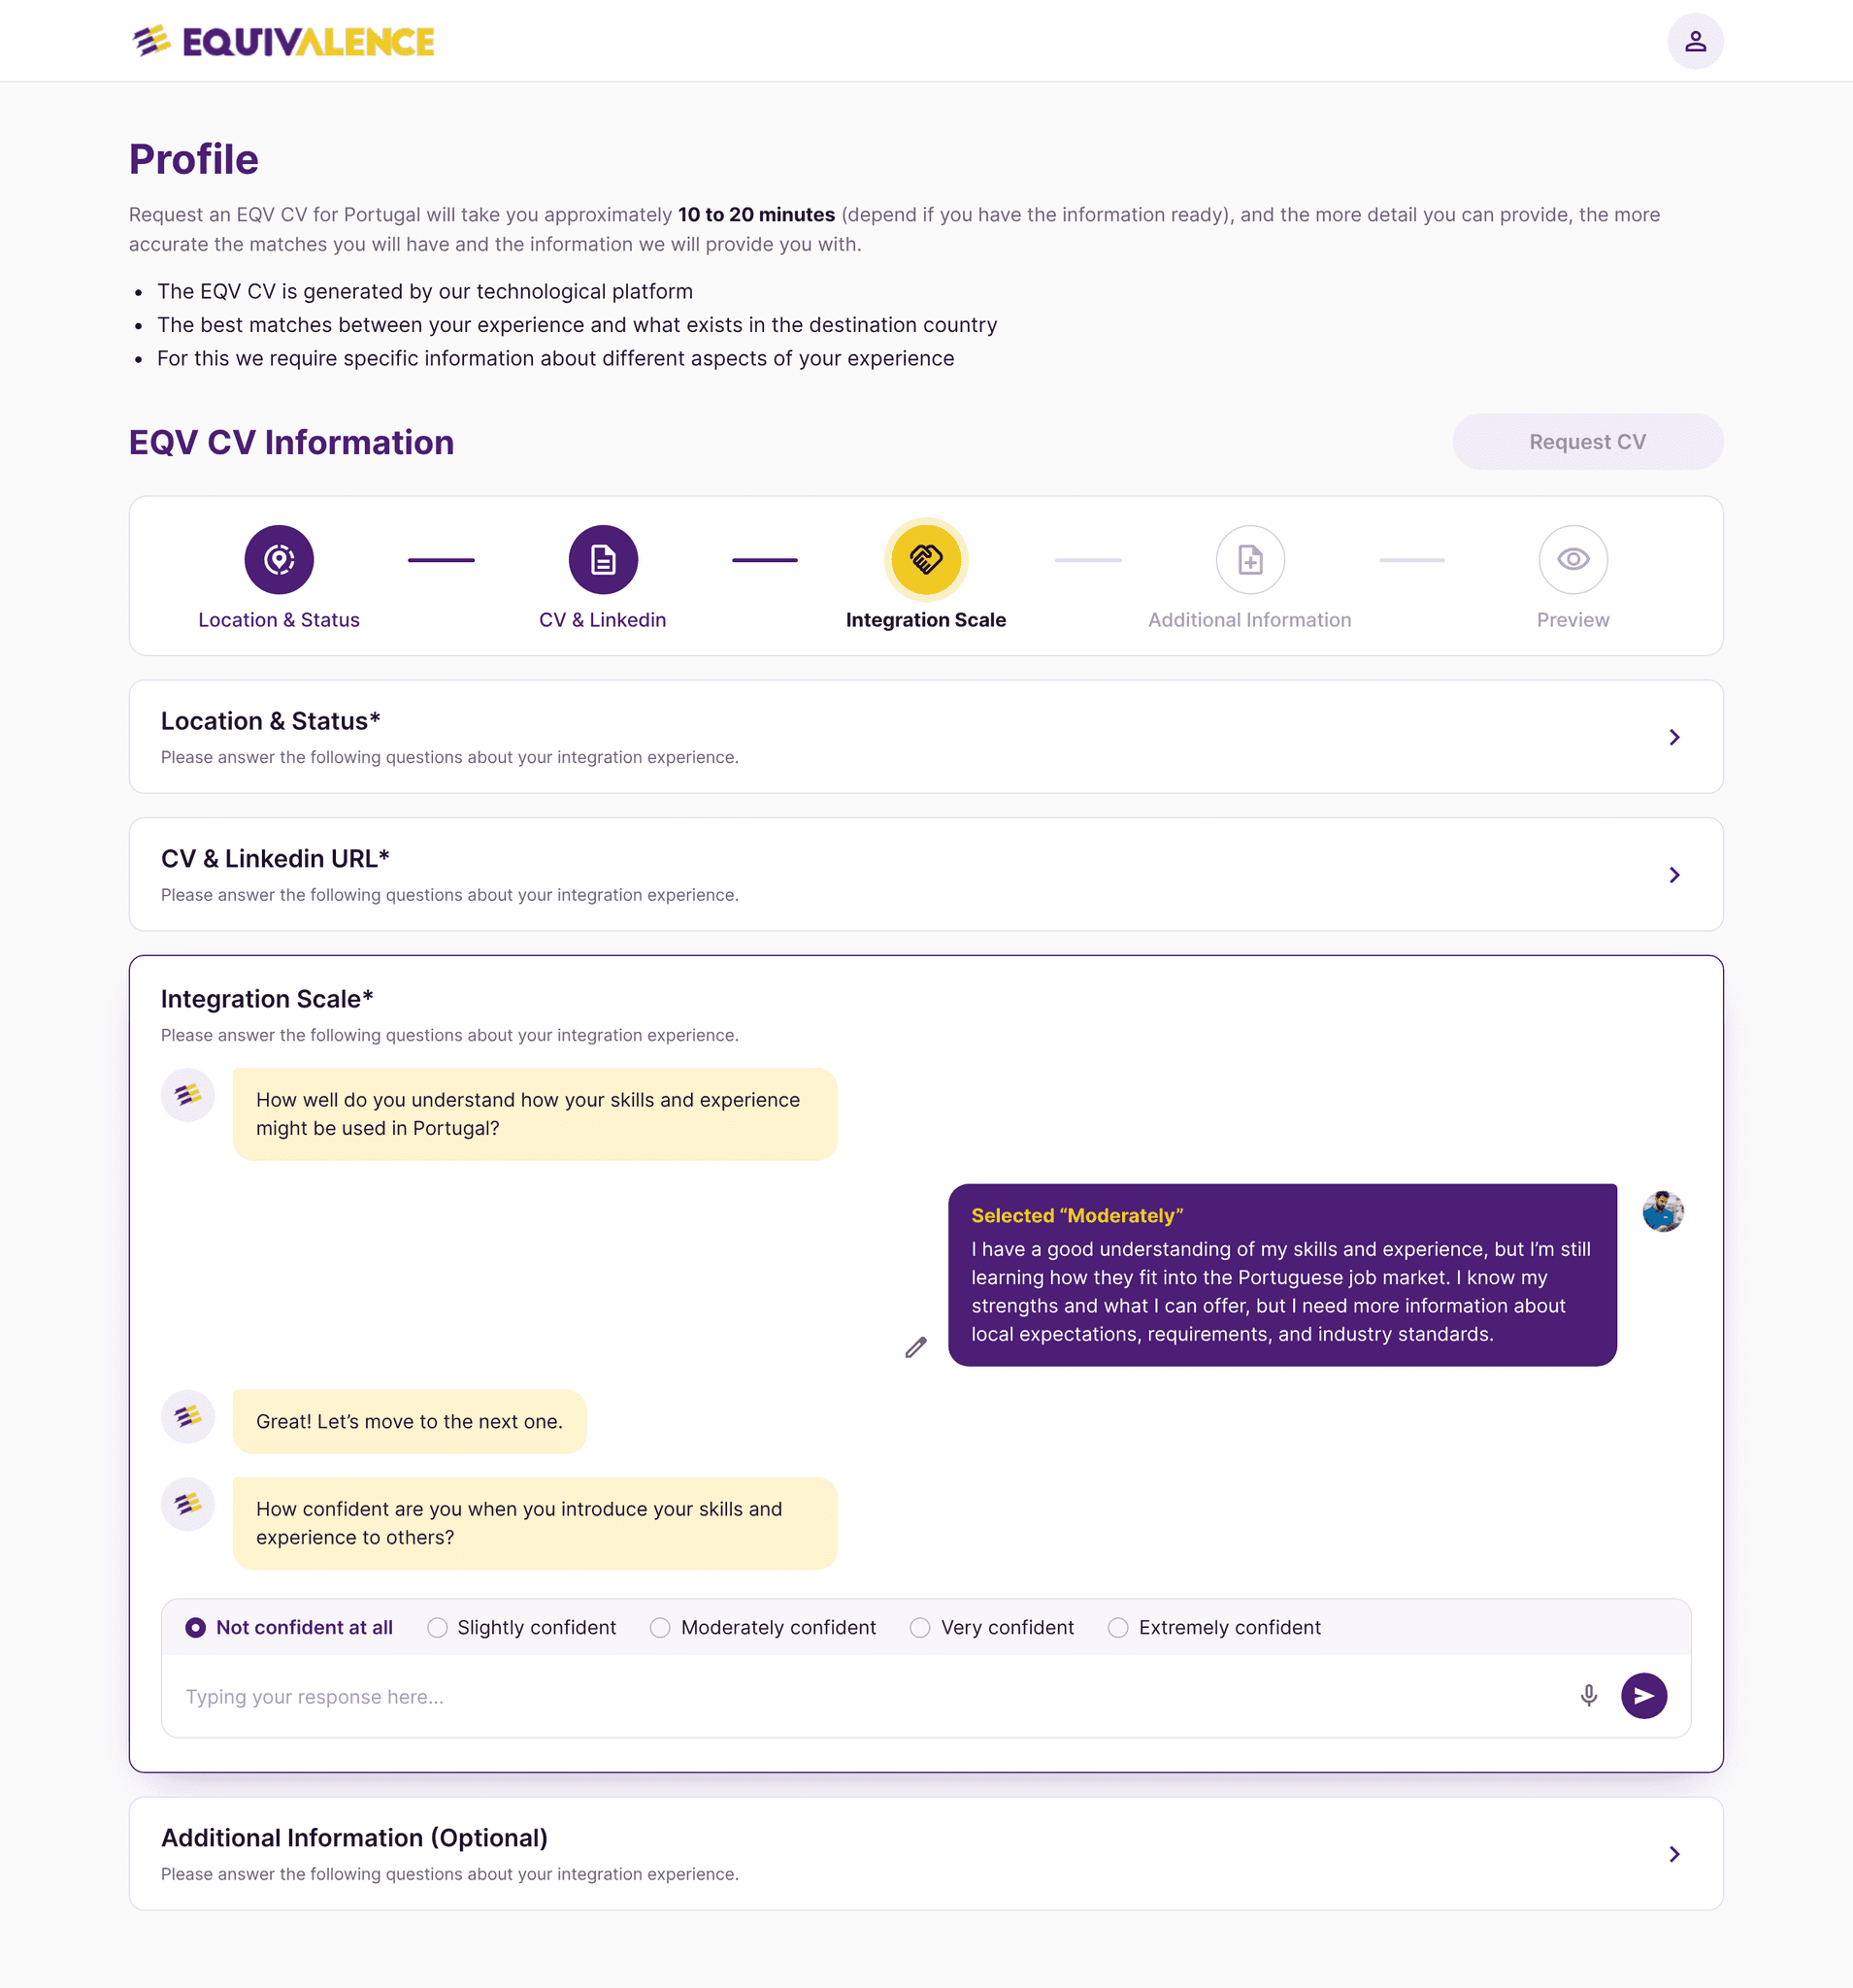 EQUIVALENCE
Profile
Request an EQV CV for Portugal will take you approximately 10 to 20 minutes (depend if you have the information ready), and the more detail you can provide, the more
accurate the matches you will have and the information we will provide you with.
• The EQV CV is generated by our technological platform
• The best matches between your experience and what exists in the destination country
• For this we require specific information about different aspects of your experience
EQV CV Information
Request CV
Location & Status
CV & Linkedin
Integration Scale
Additional Information
Preview
Location & Status*
Please answer the following questions about your integration experience.
CV & Linkedin URL*
Please answer the following questions about your integration experience.
Integration Scale*
Please answer the following questions about your integration experience.
How well do you understand how your skills and experience
might be used in Portugal?
Selected “Moderately”
I have a good understanding of my skills and experience, but I’m still
learning how they fit into the Portuguese job market. I know my
strengths and what I can offer, but I need more information about
local expectations, requirements, and industry standards.
Great! Let’s move to the next one.
How confident are you when you introduce your skills and
experience to others?
Not confident at all
Slightly confident
Moderately confident
Very confident
Extremely confident
Typing your response here...
Additional Information (Optional)
Please answer the following questions about your integration experience.